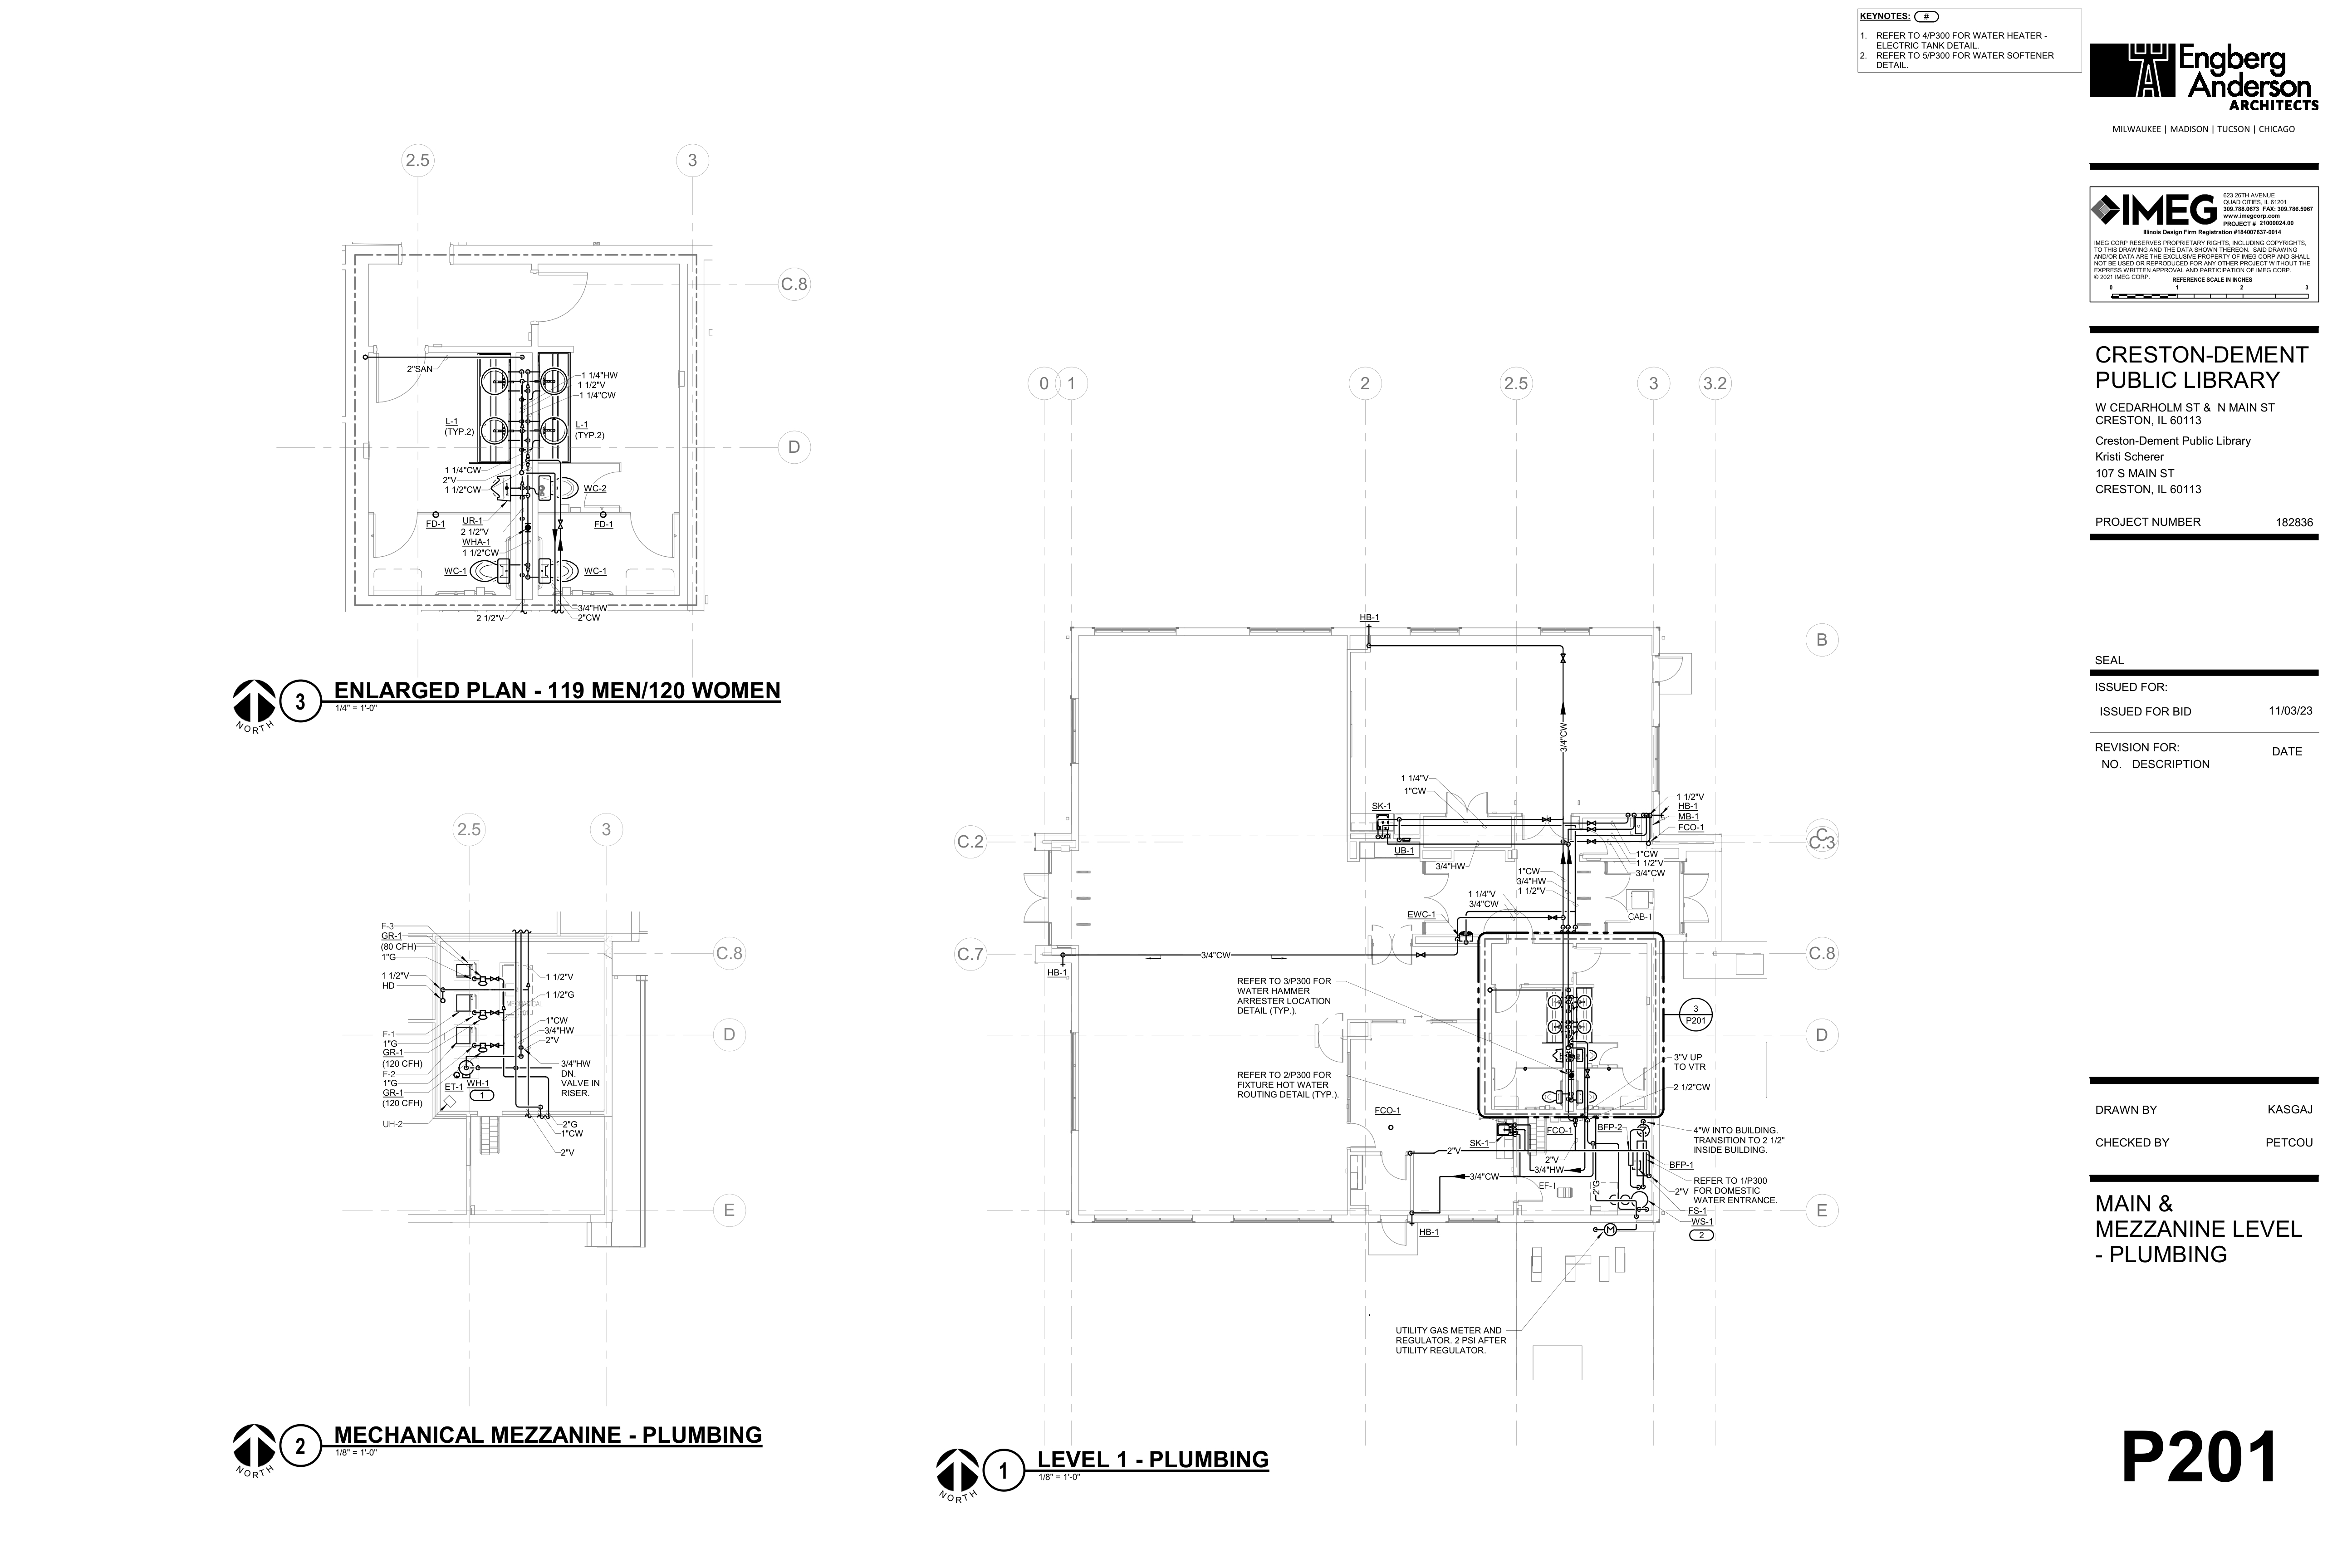 KEYNOTES: #
1. REFER TO 4/P300 FOR WATER HEATER -
ELECTRIC TANK DETAIL.
2. REFER TO 5/P300 FOR WATER SOFTENER
DETAIL.
Engberg
Anderson
ARCHITECTS
MILWAUKEE | MADISON | TUCSON | CHICAGO
IMEG
623 26TH AVENUE
QUAD CITIES, IL 61201
309.788.0673 FAX: 309.786.5967
www.imegcorp.com
PROJECT # 21000024.00
Illinois Design Firm Registration #184007637-0014
IMEG CORP RESERVES PROPRIETARY RIGHTS, INCLUDING COPYRIGHTS,
TO THIS DRAWING AND THE DATA SHOWN THEREON. SAID DRAWING
AND/OR DATA ARE THE EXCLUSIVE PROPERTY OF IMEG CORP AND SHALL
NOT BE USED OR REPRODUCED FOR ANY OTHER PROJECT WITHOUT THE
EXPRESS WRITTEN APPROVAL AND PARTICIPATION OF IMEG CORP.
© 2021 IMEG CORP.
REFERENCE SCALE IN INCHES
0 1 2 3
CRESTON-DEMENT
PUBLIC LIBRARY
W CEDARHOLM ST & N MAIN ST
CRESTON, IL 60113
Creston-Dement Public Library
Kristi Scherer
107 S MAIN ST
CRESTON, IL 60113
PROJECT NUMBER 182836
SEAL
ISSUED FOR:
ISSUED FOR BID 11/03/23
REVISION FOR:
DATE
NO. DESCRIPTION
DRAWN BY KASGAJ
CHECKED BY PETCOU
MAIN &
MEZZANINE LEVEL
- PLUMBING
P201
2.5 3
C.8
2"SAN
1 1/4"HW
1 1/2"V
1 1/4"CW
L-1
(TYP.2)
L-1
(TYP.2)
D
1 1/4"CW
2"V
1 1/2"CW
WC-2
UR-1
FD-1
FD-1
2 1/2"V
WHA-1
1 1/2"CW
WC-1
WC-1
3/4"HW
2"CW
2 1/2"V
NORTH
3
ENLARGED PLAN - 119 MEN/120 WOMEN
1/4" = 1'-0"
2.5 3
F-3
GR-1
(80 CFH)
1"G
1 1/2"V
HD
C.8
1 1/2"V
1 1/2"G
MECHANICAL
1"CW
3/4"HW
2"V
D
F-1
1"G
GR-1
(120 CFH)
F-2
1"G
GR-1
(120 CFH)
UH-2
ET-1
WH-1
1
3/4"HW
DN.
VALVE IN
RISER.
2"G
1"CW
2"V
E
NORTH
2
MECHANICAL MEZZANINE - PLUMBING
1/8" = 1'-0"
0 1 2 2.5 3 3.2
HB-1
B
3/4"CW
1 1/4"V
1"CW
SK-1
UB-1
3/4"HW
1 1/2"V
HB-1
MB-1
FCO-1
C.2
C
C.3
1"CW
1 1/2"V
3/4"CW
1"CW
3/4"HW
1 1/2"V
1 1/4"V
3/4"CW
EWC-1
CAB-1
C.7
C.8
3/4"CW
HB-1
REFER TO 3/P300 FOR
WATER HAMMER
ARRESTER LOCATION
DETAIL (TYP.).
3
P201
D
3"V UP
TO VTR
2 1/2"CW
REFER TO 2/P300 FOR
FIXTURE HOT WATER
ROUTING DETAIL (TYP.).
FCO-1
SK-1
FCO-1
BFP-2
4"W INTO BUILDING.
TRANSITION TO 2 1/2"
INSIDE BUILDING.
2"V
2"V
3/4"HW
3/4"CW
BFP-1
REFER TO 1/P300
FOR DOMESTIC
WATER ENTRANCE.
2"V
EF-1
2"G
FS-1
WS-1
2
E
HB-1
M
UTILITY GAS METER AND
REGULATOR. 2 PSI AFTER
UTILITY REGULATOR.
NORTH
1
LEVEL 1 - PLUMBING
1/8" = 1'-0"